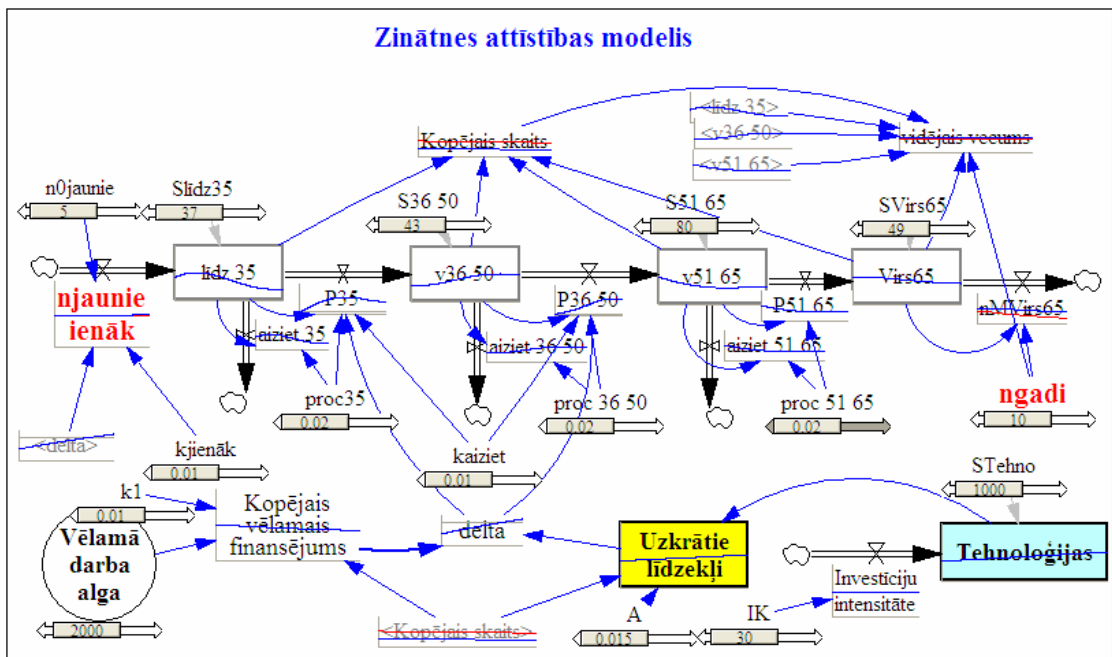 Zinātnes attīstības modelis
<līdz 35>
<v36 50>
<v51 65>
Kopējais skaits
vidējais vecums
n0jaunie
5
Slīdz35
37
S36 50
43
S51 65
80
SVirs65
49
līdz 35
v36 50
v51 65
Virs65
njaunie
ienāk
P35
P36 50
P51 65
nMVirs65
aiziet 35
aiziet 36 50
aiziet 51 65
proc35
0.02
proc 36 50
0.02
proc 51 65
0.02
ngadi
10
<delta>
kjienāk
0.01
kaiziet
0.01
STehno
1000
k1
0.01
Kopējais
vēlamais
finansējums
delta
Vēlamā
darba
alga
2000
Uzkrātie
līdzekļi
Tehnoloģijas
Investīciju
intensitāte
<Kopējais skaits>
A
0.015
IK
30